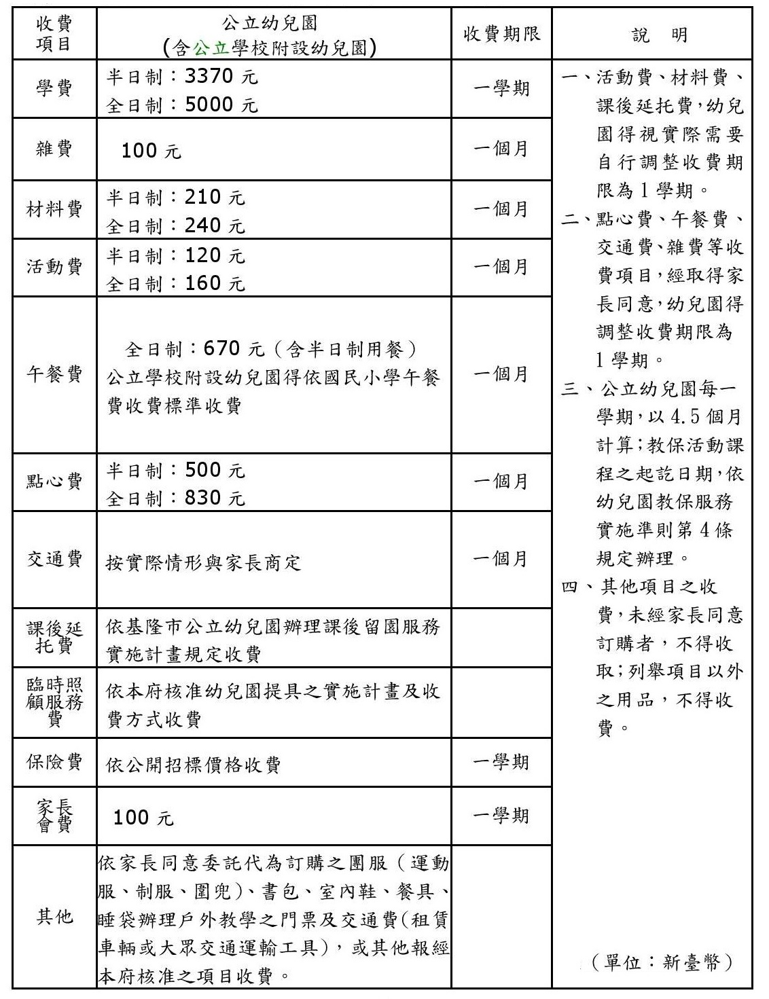 收費
項目
公立幼兒園
(含公立學校附設幼兒園)
收費期限
說 明
學費
半日制：3370 元
全日制：5000 元
一學期
雜費
100 元
一個月
材料費
半日制：210 元
全日制：240 元
一個月
活動費
半日制：120 元
全日制：160 元
一個月
午餐費
全日制：670 元（含半日制用餐）
公立學校附設幼兒園得依國民小學午餐
費收費標準收費
一個月
點心費
半日制：500 元
全日制：830 元
一個月
交通費
按實際情形與家長商定
一個月
課後延
托費
依基隆市公立幼兒園辦理課後留園服務
實施計畫規定收費
臨時照
顧服務
費
依本府核准幼兒園提具之實施計畫及收
費方式收費
保險費
依公開招標價格收費
一學期
家長
會費
100 元
一學期
其他
依家長同意委託代為訂購之團服（運動
服、制服、圍兜)、書包、室內鞋、餐具、
睡袋辦理戶外教學之門票及交通費(租賃
車輛或大眾交通運輸工具)，或其他報經
本府核准之項目收費。
一、活動費、材料費、
課後延托費，幼兒
園得視實際需要
自行調整收費期
限為1學期。
二、點心費、午餐費、
交通費、雜費等收
費項目，經取得家
長同意，幼兒園得
調整收費期限為
1學期。
三、公立幼兒園每一
學期，以4.5個月
計算；教保活動課
程之起訖日期，依
幼兒園教保服務
實施準則第4條
規定辦理。
四、其他項目之收
費，未經家長同意
訂購者，不得收
取；列舉項目以外
之用品，不得收
費。
（單位：新臺幣）